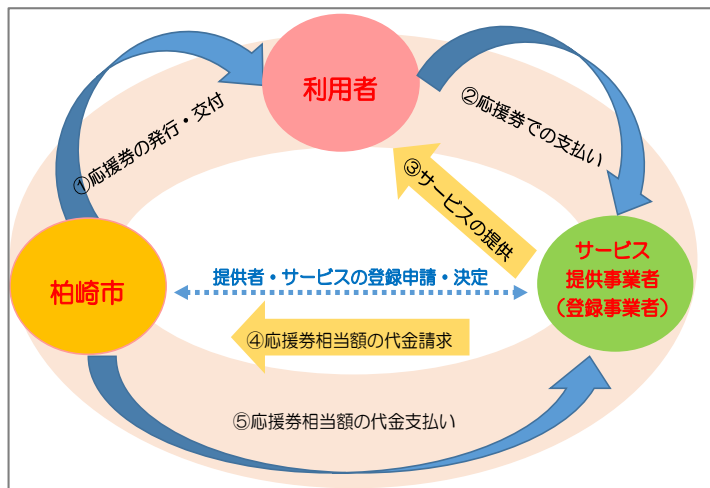 利用者
①応援券の発行・交付
②応援券での支払い
③サービスの提供
柏崎市
提供者・サービスの登録申請・決定
サービス
提供事業者
（登録事業者）
④応援券相当額の代金請求
⑤応援券相当額の代金支払い